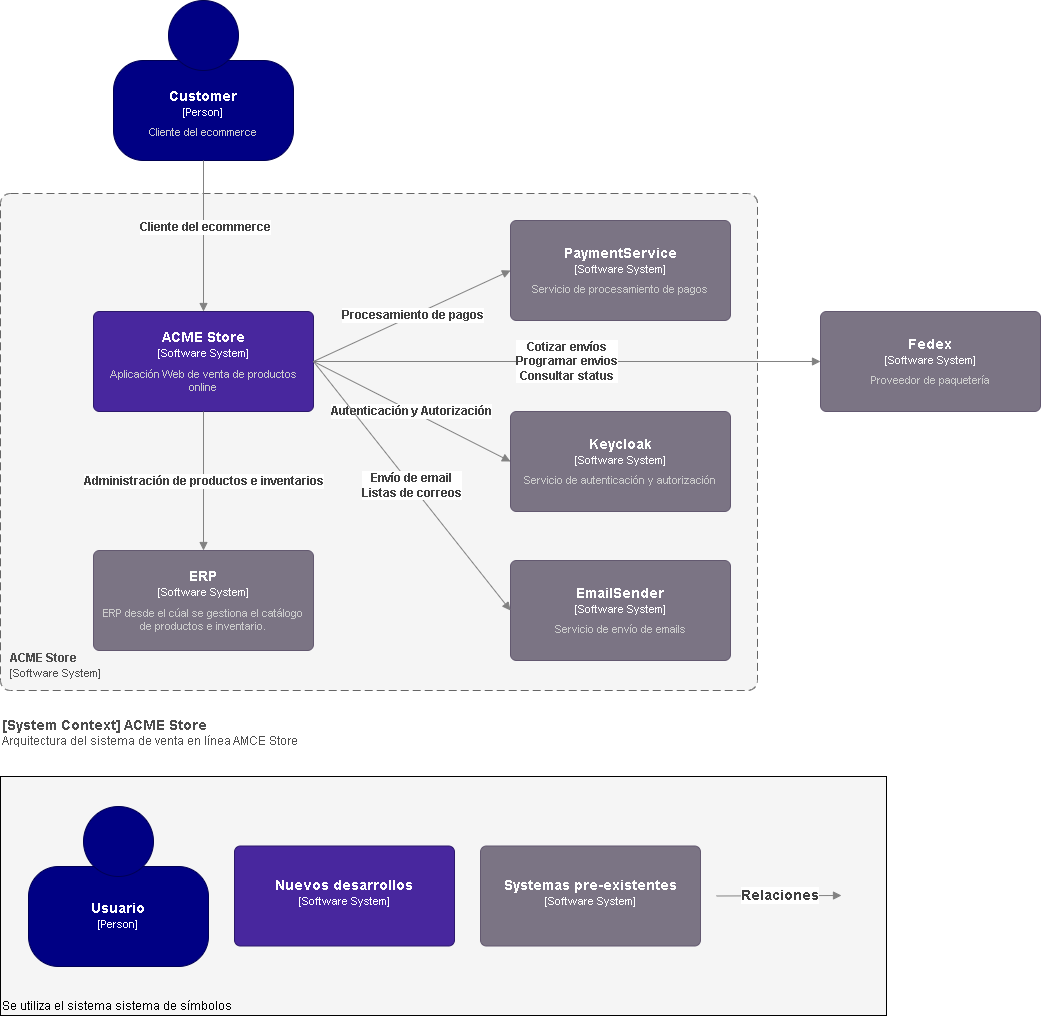 Customer
[Person]
Cliente del ecommerce
Cliente del ecommerce
PaymentService
[Software System]
Servicio de procesamiento de pagos
Procesamiento de pagos
ACME Store
[Software System]
Aplicación Web de venta de productos
online
Cotizar envíos
Programar envios
Consultar status
Fedex
[Software System]
Proveedor de paquetería
Autenticación y Autorización
Keycloak
[Software System]
Servicio de autenticación y autorización
Administración de productos e inventarios
Envío de email
Listas de correos
ERP
[Software System]
ERP desde el cúal se gestiona el catálogo
de productos e inventario.
EmailSender
[Software System]
Servicio de envío de emails
ACME Store
[Software System]
[System Context] ACME Store
Arquitectura del sistema de venta en línea AMCE Store
Usuario
[Person]
Nuevos desarrollos
[Software System]
Systemas pre-existentes
[Software System]
Relaciones
Se utiliza el sistema sistema de símbolos